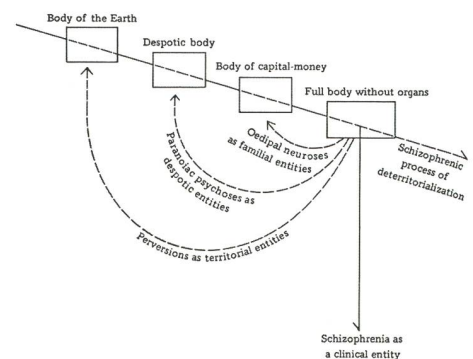 Body of the Earth
Despotic body
Body of capital-money
Full body without organs
Oedipal neuroses
as familial entities
Schizophrenic
process of
deterritorialization
Paranoiac psychoses as
despotic entities
Perversions as territorial entities
Schizophrenia as
a clinical entity